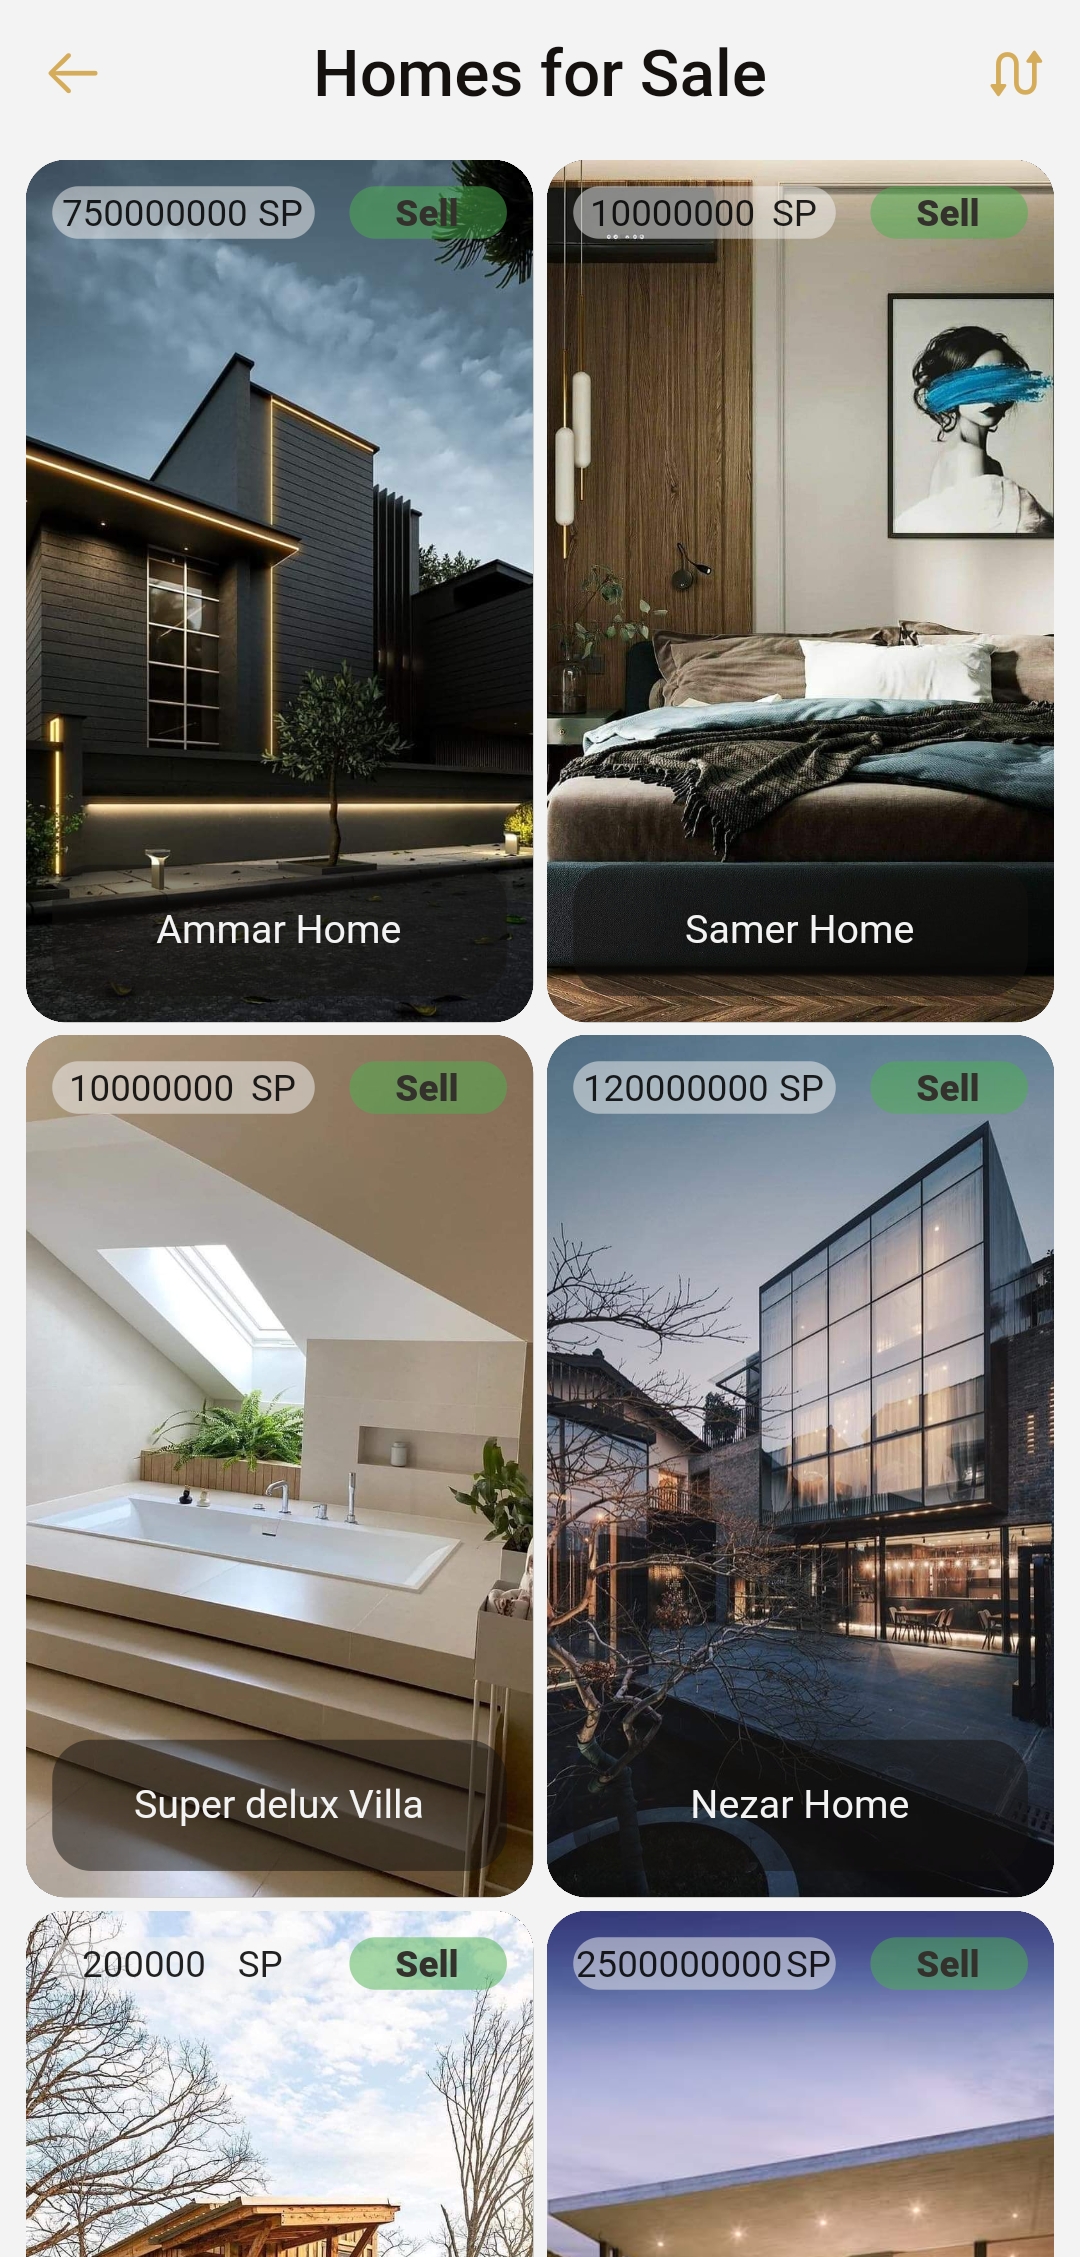 Homes for Sale
750000000 SP Sell
10000000 SP Sell
Ammar Home
Samer Home
10000000 SP Sell
120000000 SP Sell
Super delux Villa
Nezar Home
200000 SP Sell
2500000000 SP Sell